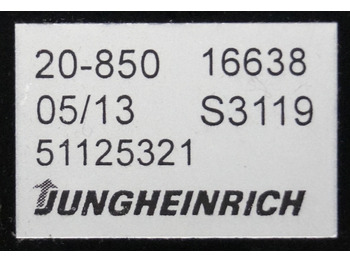 20-850 16638
05/13 S3119
51125321
JUNGHEINRICH